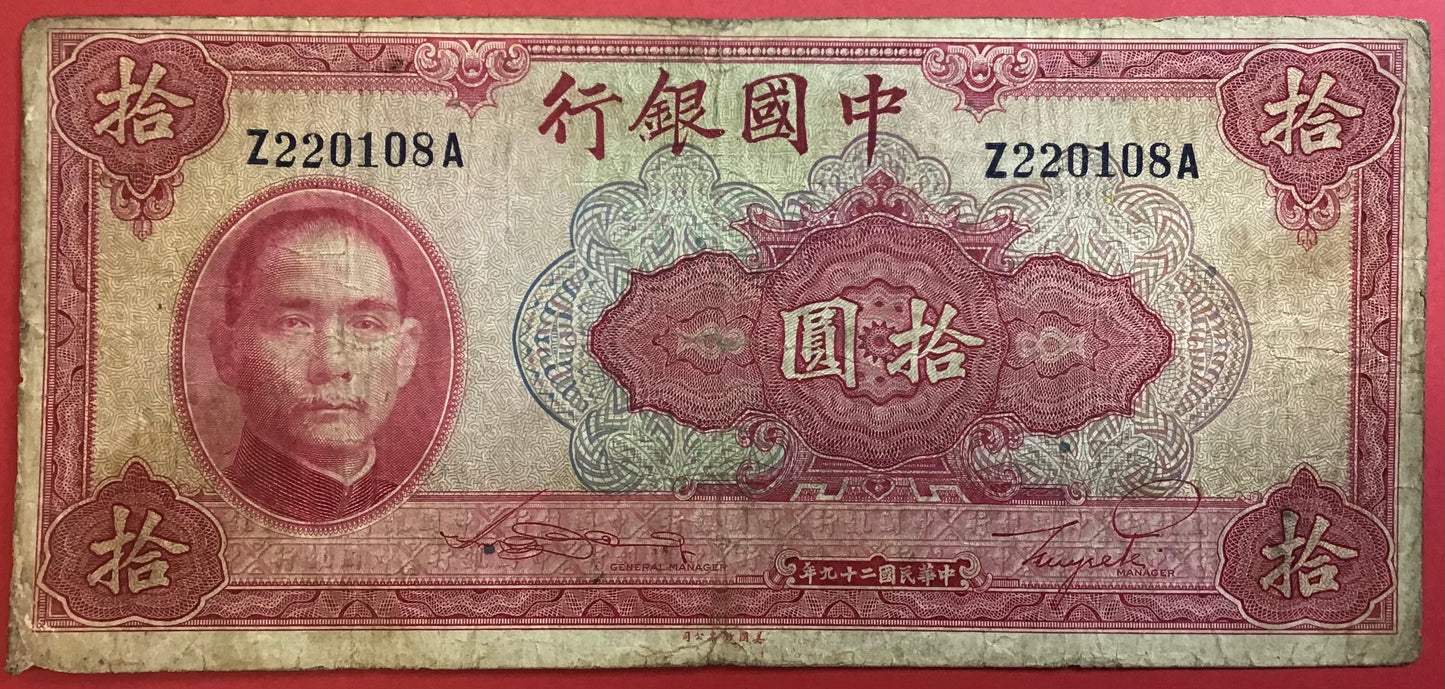 中國銀行
拾
拾
Z220108A
Z220108A
拾圓
拾
拾
GENERAL MANAGER
中華民國二十九年
MANAGER